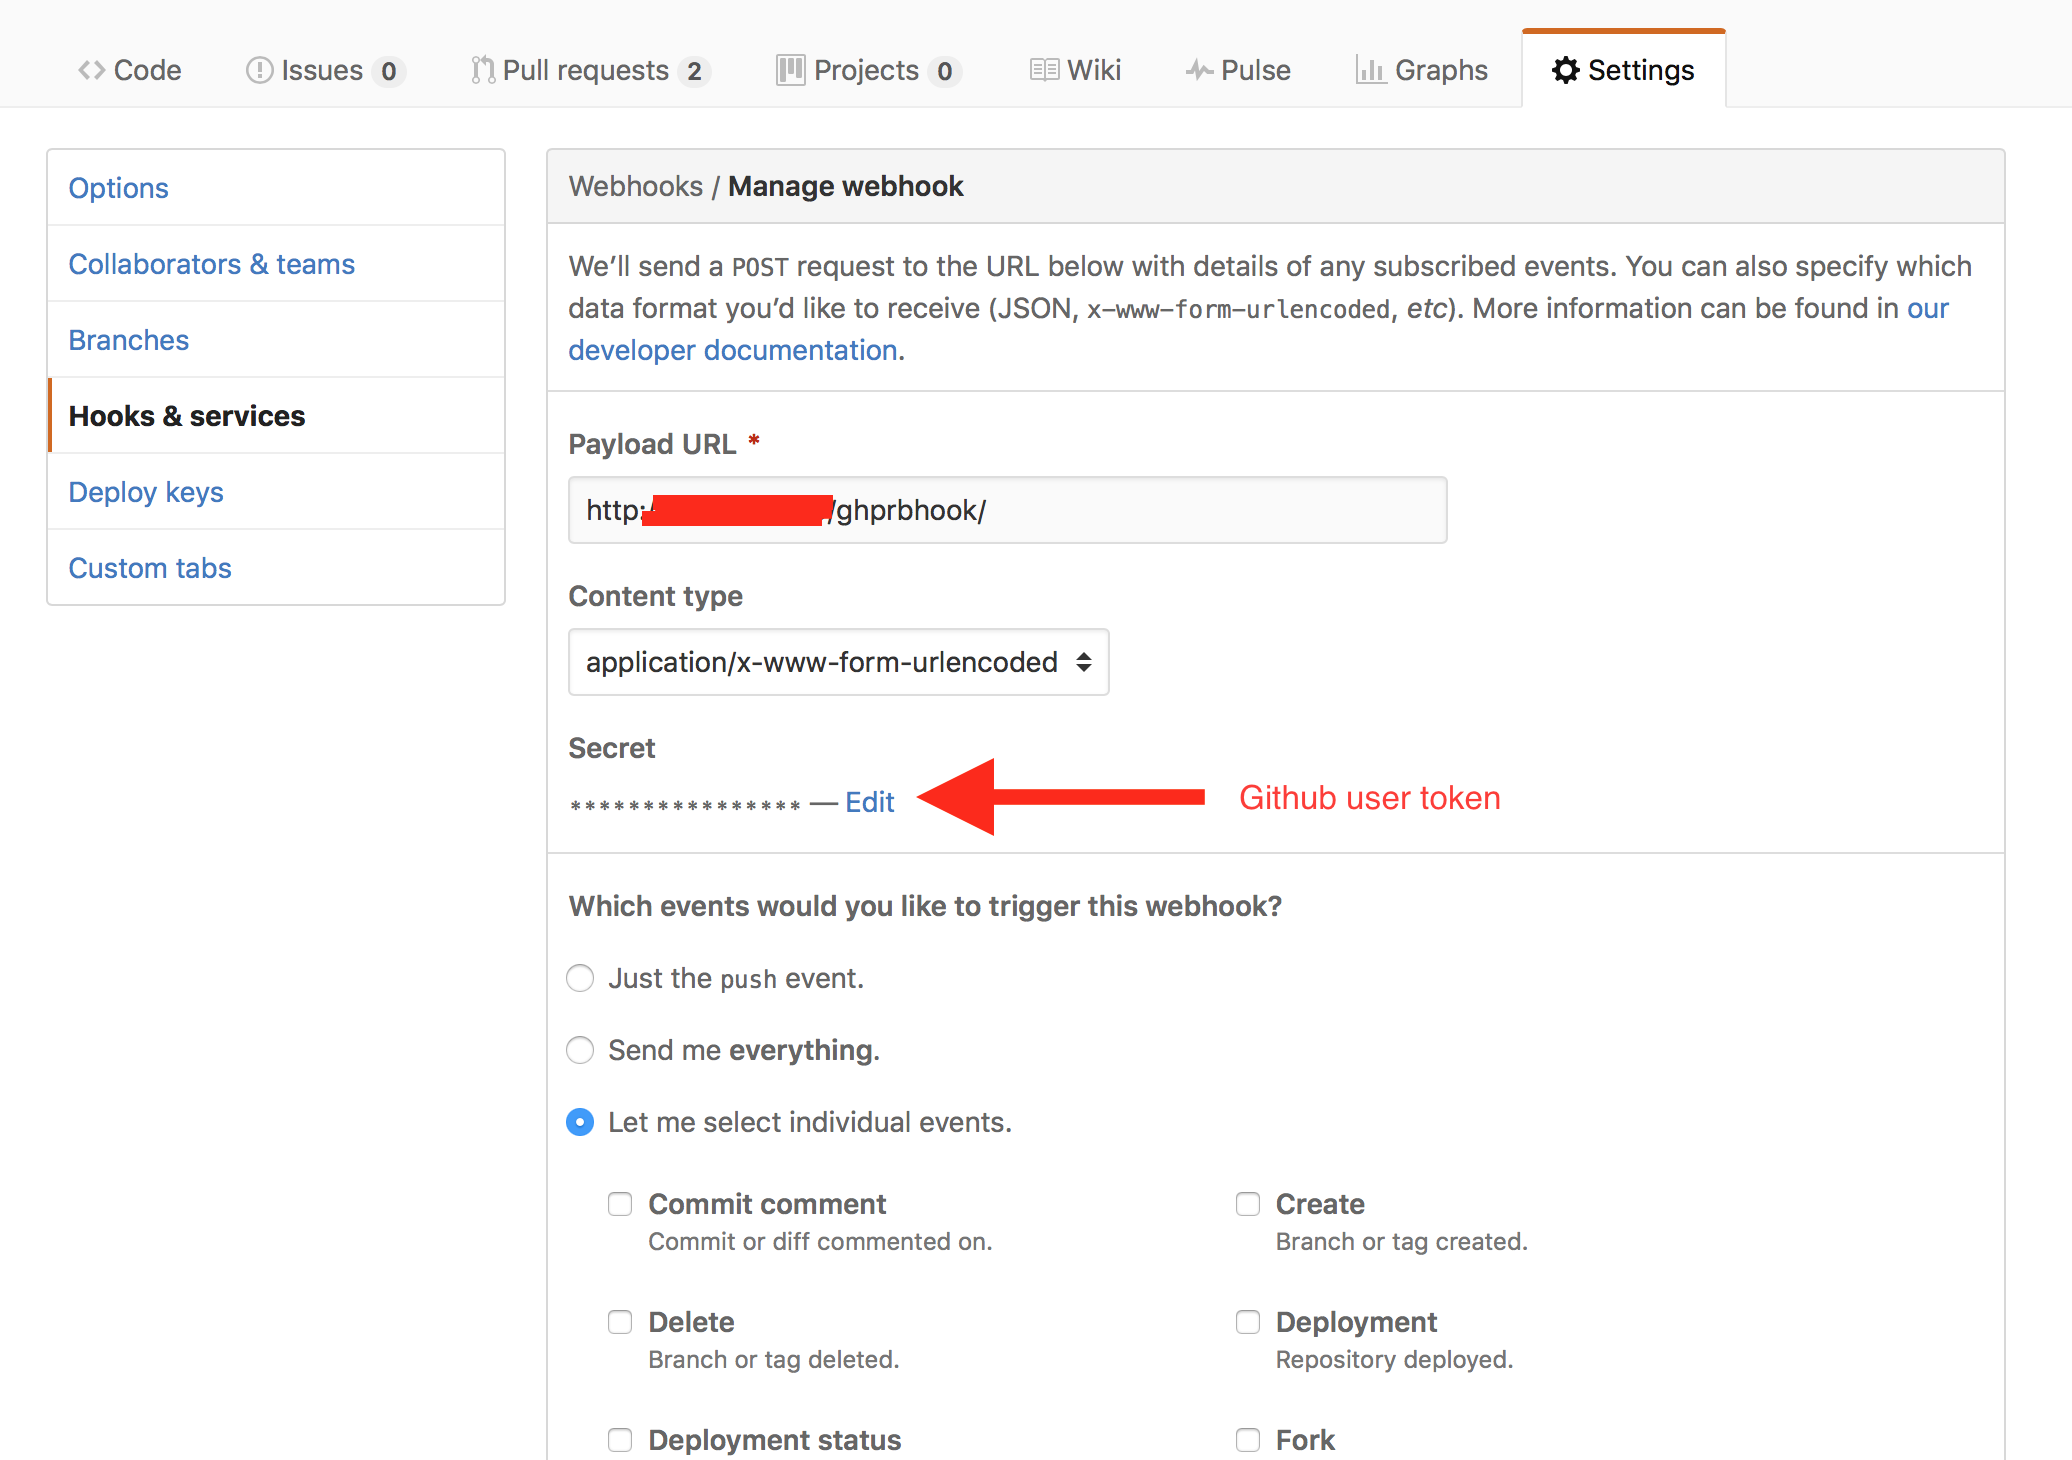 Code Issues 0 Pull requests 2 Projects 0 Wiki Pulse Graphs Settings
Options
Collaborators & teams
Branches
Hooks & services
Deploy keys
Custom tabs
Webhooks / Manage webhook
We’ll send a POST request to the URL below with details of any subscribed events. You can also specify which
data format you’d like to receive (JSON, x-www-form-urlencoded, etc). More information can be found in our
developer documentation.
Payload URL *
http:/ /ghprbhook/
Content type
application/x-www-form-urlencoded
Secret
**************** — Edit
Github user token
Which events would you like to trigger this webhook?
Just the push event.
Send me everything.
Let me select individual events.
Commit comment
Commit or diff commented on.
Create
Branch or tag created.
Delete
Branch or tag deleted.
Deployment
Repository deployed.
Deployment status
Fork